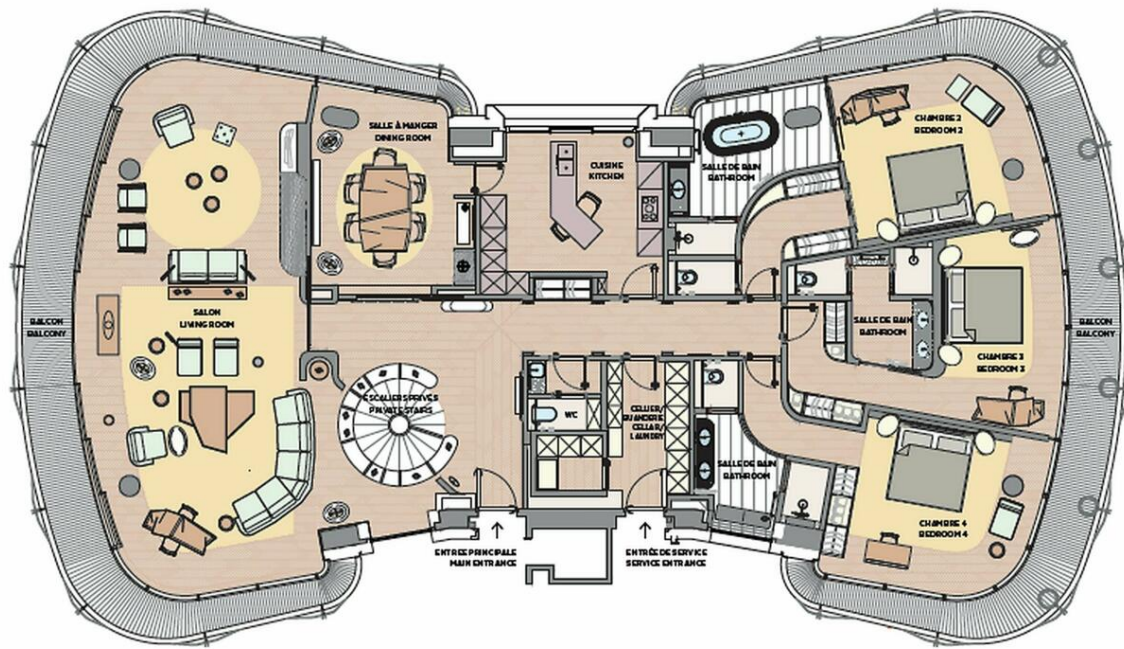 SALLE À MANGER
DINING ROOM
CUISINE
KITCHEN
SALLE DE BAIN
BATHROOM
CHAMBRE 2
BEDROOM 2
SALON
LIVING ROOM
BALCON
BALCONY
SALLE DE BAIN
BATHROOM
CHAMBRE 3
BEDROOM 3
BALCON
BALCONY
ESCALIERS PRIVÉS
PRIVATE STAIRS
WC
CELLIER/
BUANDERIE
CELLAR/
LAUNDRY
SALLE DE BAIN
BATHROOM
CHAMBRE 4
BEDROOM 4
ENTRÉE PRINCIPALE
MAIN ENTRANCE
ENTRÉE DE SERVICE
SERVICE ENTRANCE